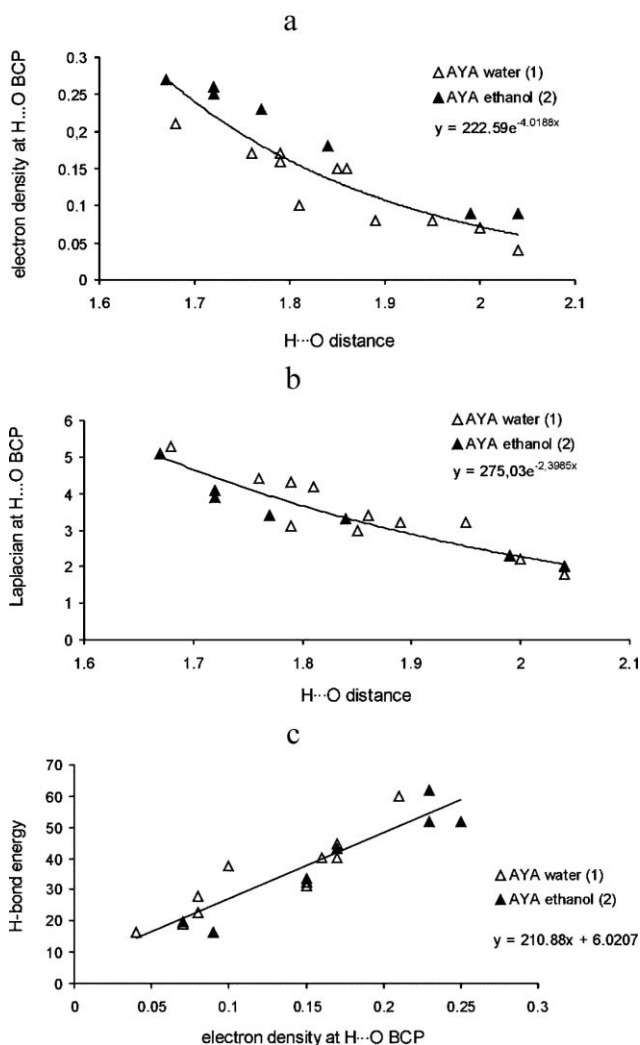 a
electron density at H...O BCP
0.3
0.25
0.2
0.15
0.1
0.05
0
△ AYA water (1)
▲ AYA ethanol (2)
y = 222.59e^-4.0188x
1.6 1.7 1.8 1.9 2 2.1
H···O distance
b
Laplacian at H...O BCP
6
5
4
3
2
1
0
△ AYA water (1)
▲ AYA ethanol (2)
y = 275,03e^-2,3985x
1.6 1.7 1.8 1.9 2 2.1
H···O distance
c
H-bond energy
70
60
50
40
30
20
10
0
△ AYA water (1)
▲ AYA ethanol (2)
y = 210.88x + 6.0207
0 0.05 0.1 0.15 0.2 0.25 0.3
electron density at H···O BCP